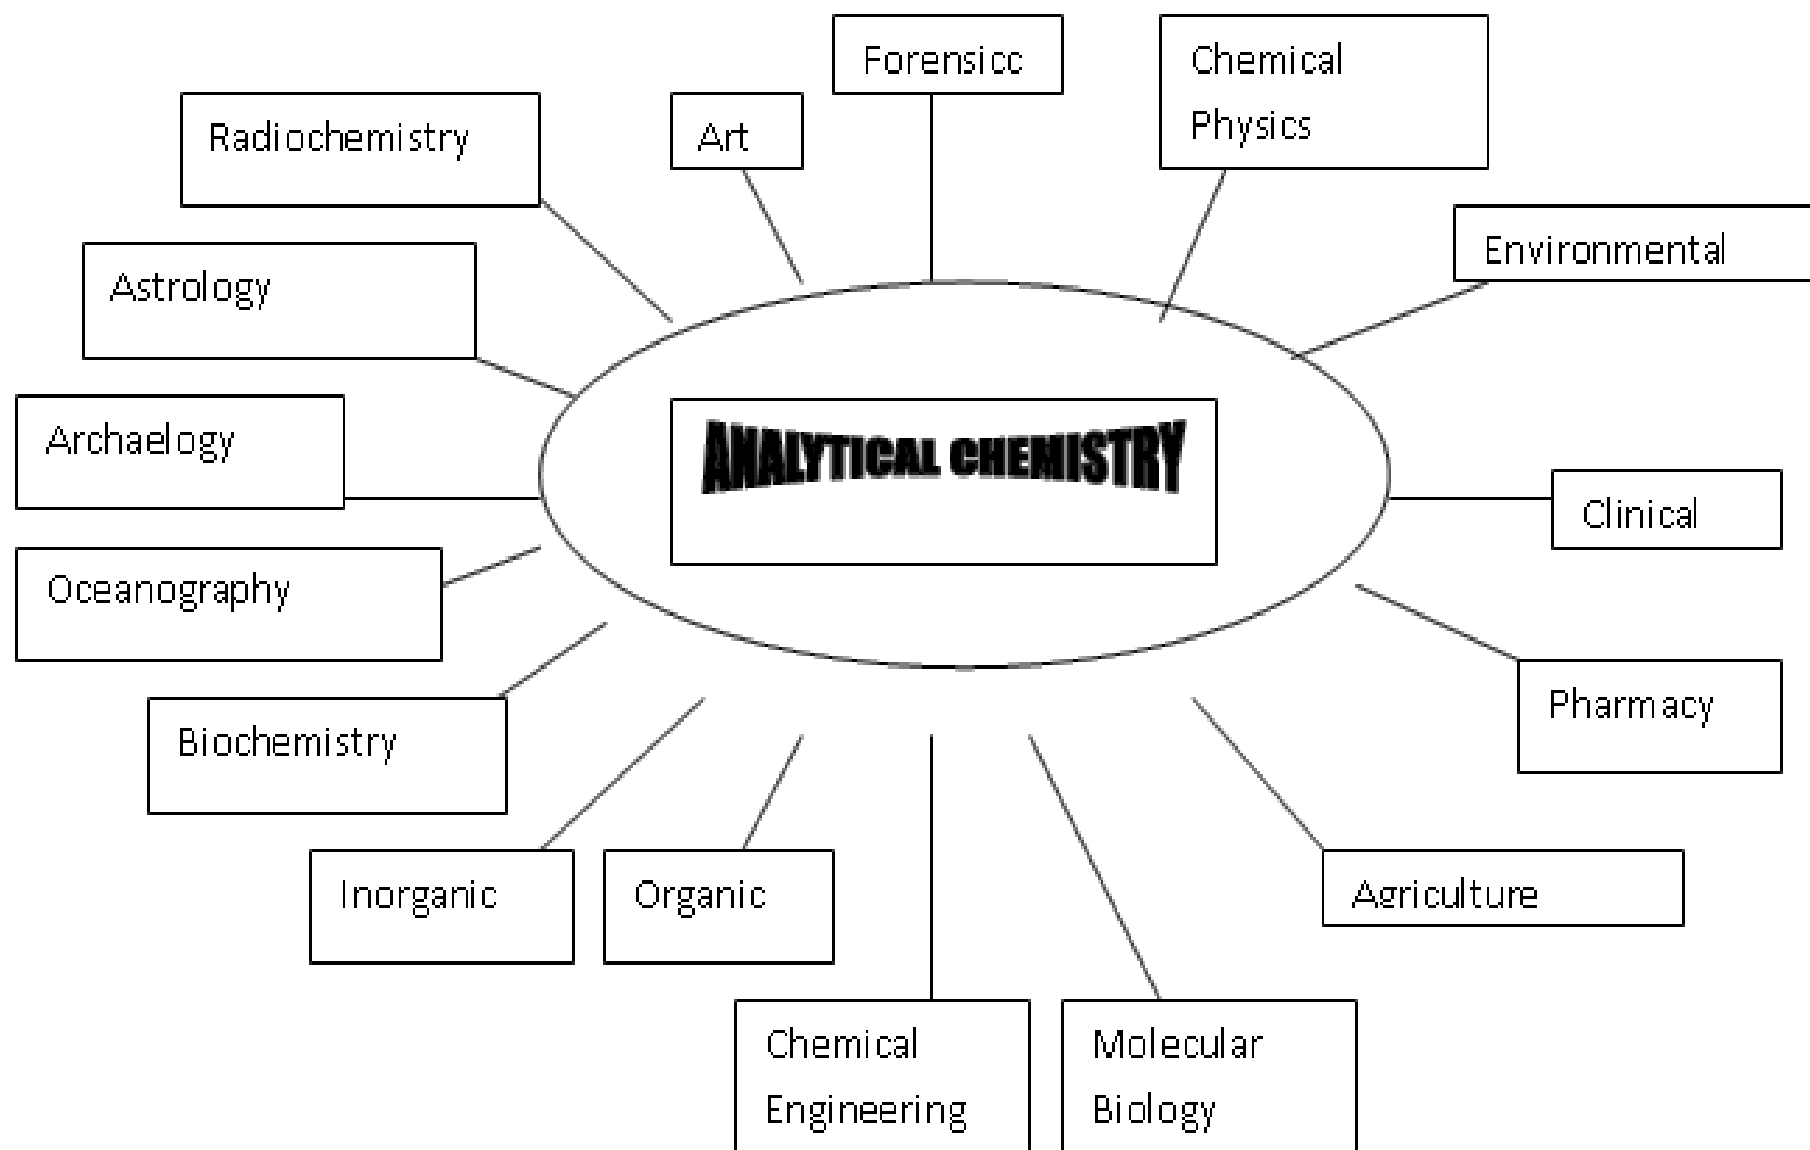 Forensicc
Chemical
Physics
Radiochemistry
Art
Environmental
Astrology
Archaelogy
ANALYTICAL CHEMISTRY
Clinical
Oceanography
Pharmacy
Biochemistry
Inorganic
Organic
Agriculture
Chemical
Engineering
Molecular
Biology